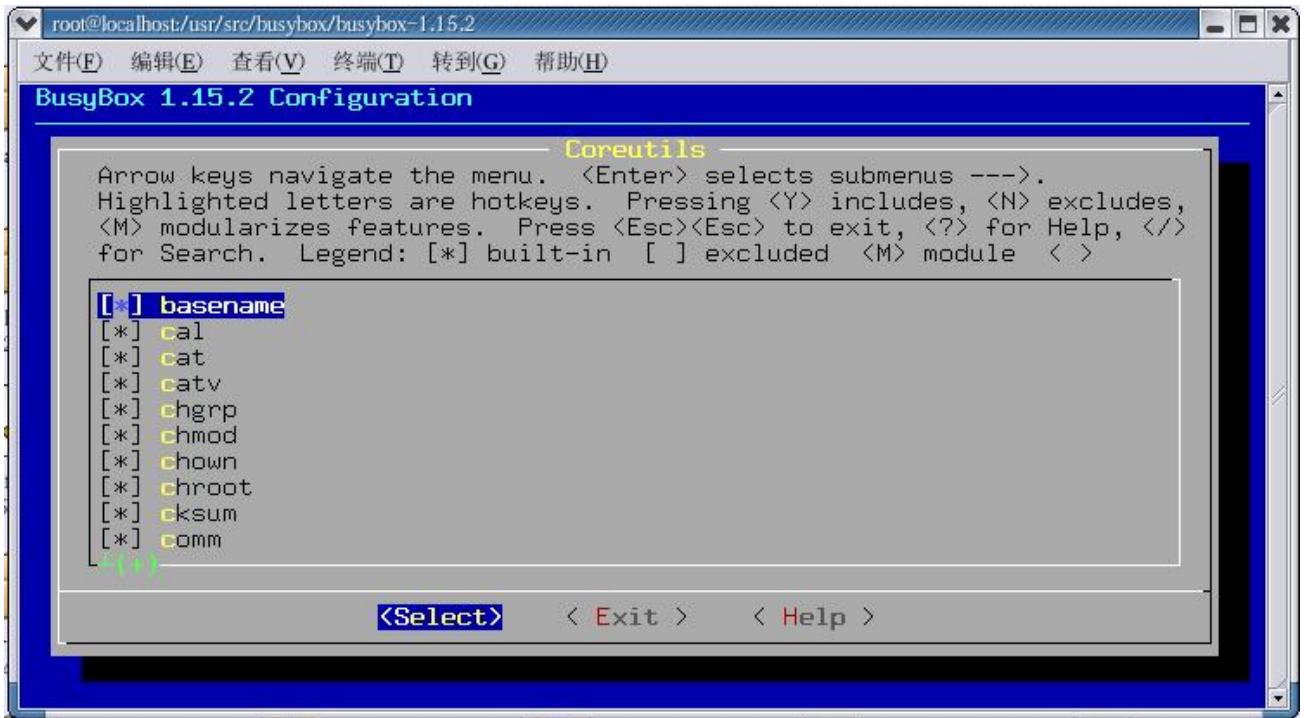 root@localhost:/usr/src/busybox/busybox-1.15.2
文件(F) 编辑(E) 查看(V) 终端(T) 转到(G) 帮助(H)
BusyBox 1.15.2 Configuration
Coreutils
Arrow keys navigate the menu. <Enter> selects submenus --->.
Highlighted letters are hotkeys. Pressing <Y> includes, <N> excludes,
<M> modularizes features. Press <Esc><Esc> to exit, <?> for Help, </>
for Search. Legend: [*] built-in [ ] excluded <M> module < >
[*] basename
[*] cal
[*] cat
[*] catv
[*] chgrp
[*] chmod
[*] chown
[*] chroot
[*] cksum
[*] comm
(+)
<Select> < Exit > < Help >